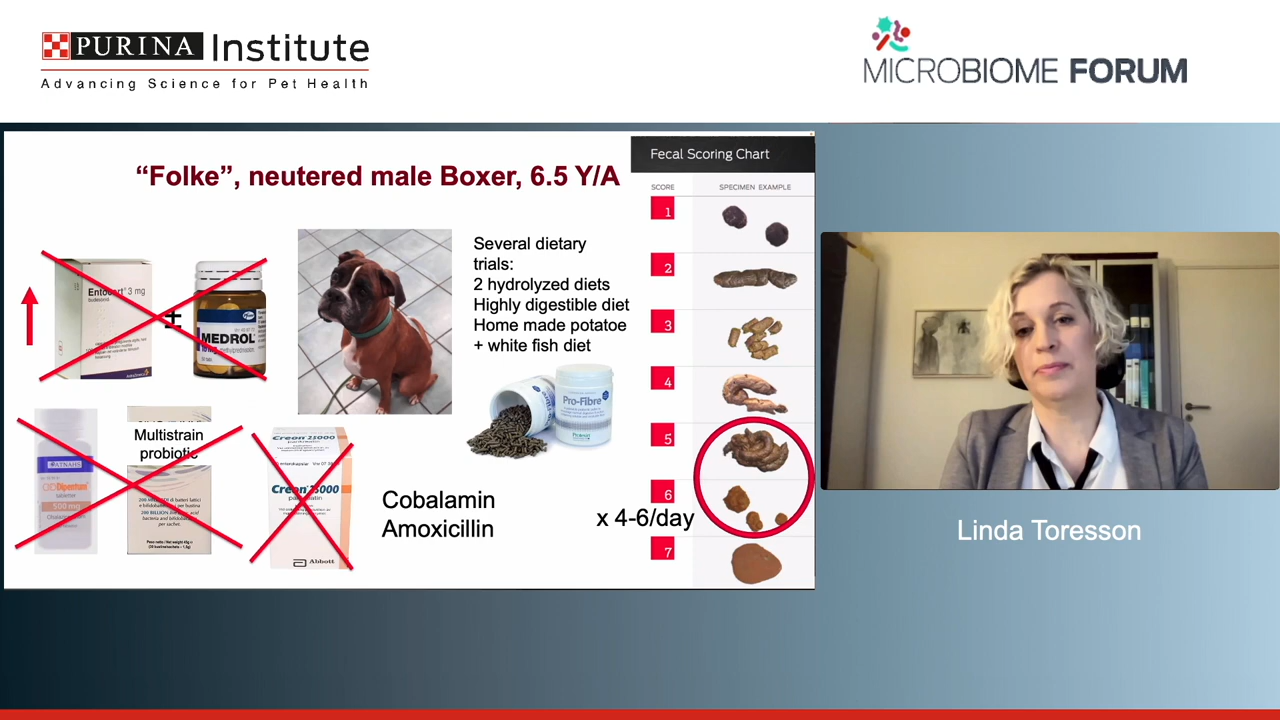 PURINA Institute
Advancing Science for Pet Health
MICROBIOME FORUM
“Folke”, neutered male Boxer, 6.5 Y/A
Fecal Scoring Chart
SCORE
SPECIMEN EXAMPLE
1
2
3
4
5
6
7
Entocort® 3 mg
±
Pfizer
MEDROL
Several dietary
trials:
2 hydrolyzed diets
Highly digestible diet
Home made potatoe
+ white fish diet
Pro-Fibre
Protexin
ATNAHS
Dipentum
500 mg
Multistrain
probiotic
Creon 25000
Creon 25000
Abbott
Cobalamin
Amoxicillin
x 4-6/day
Linda Toresson